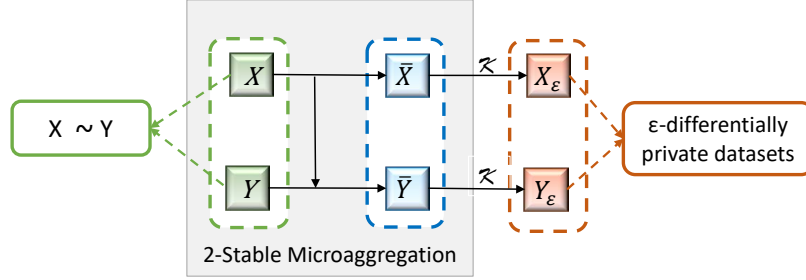 X X̄ 𝒦 X_ε
X ~ Y
ε-differentially
private datasets
Y Ȳ 𝒦 Y_ε
2-Stable Microaggregation